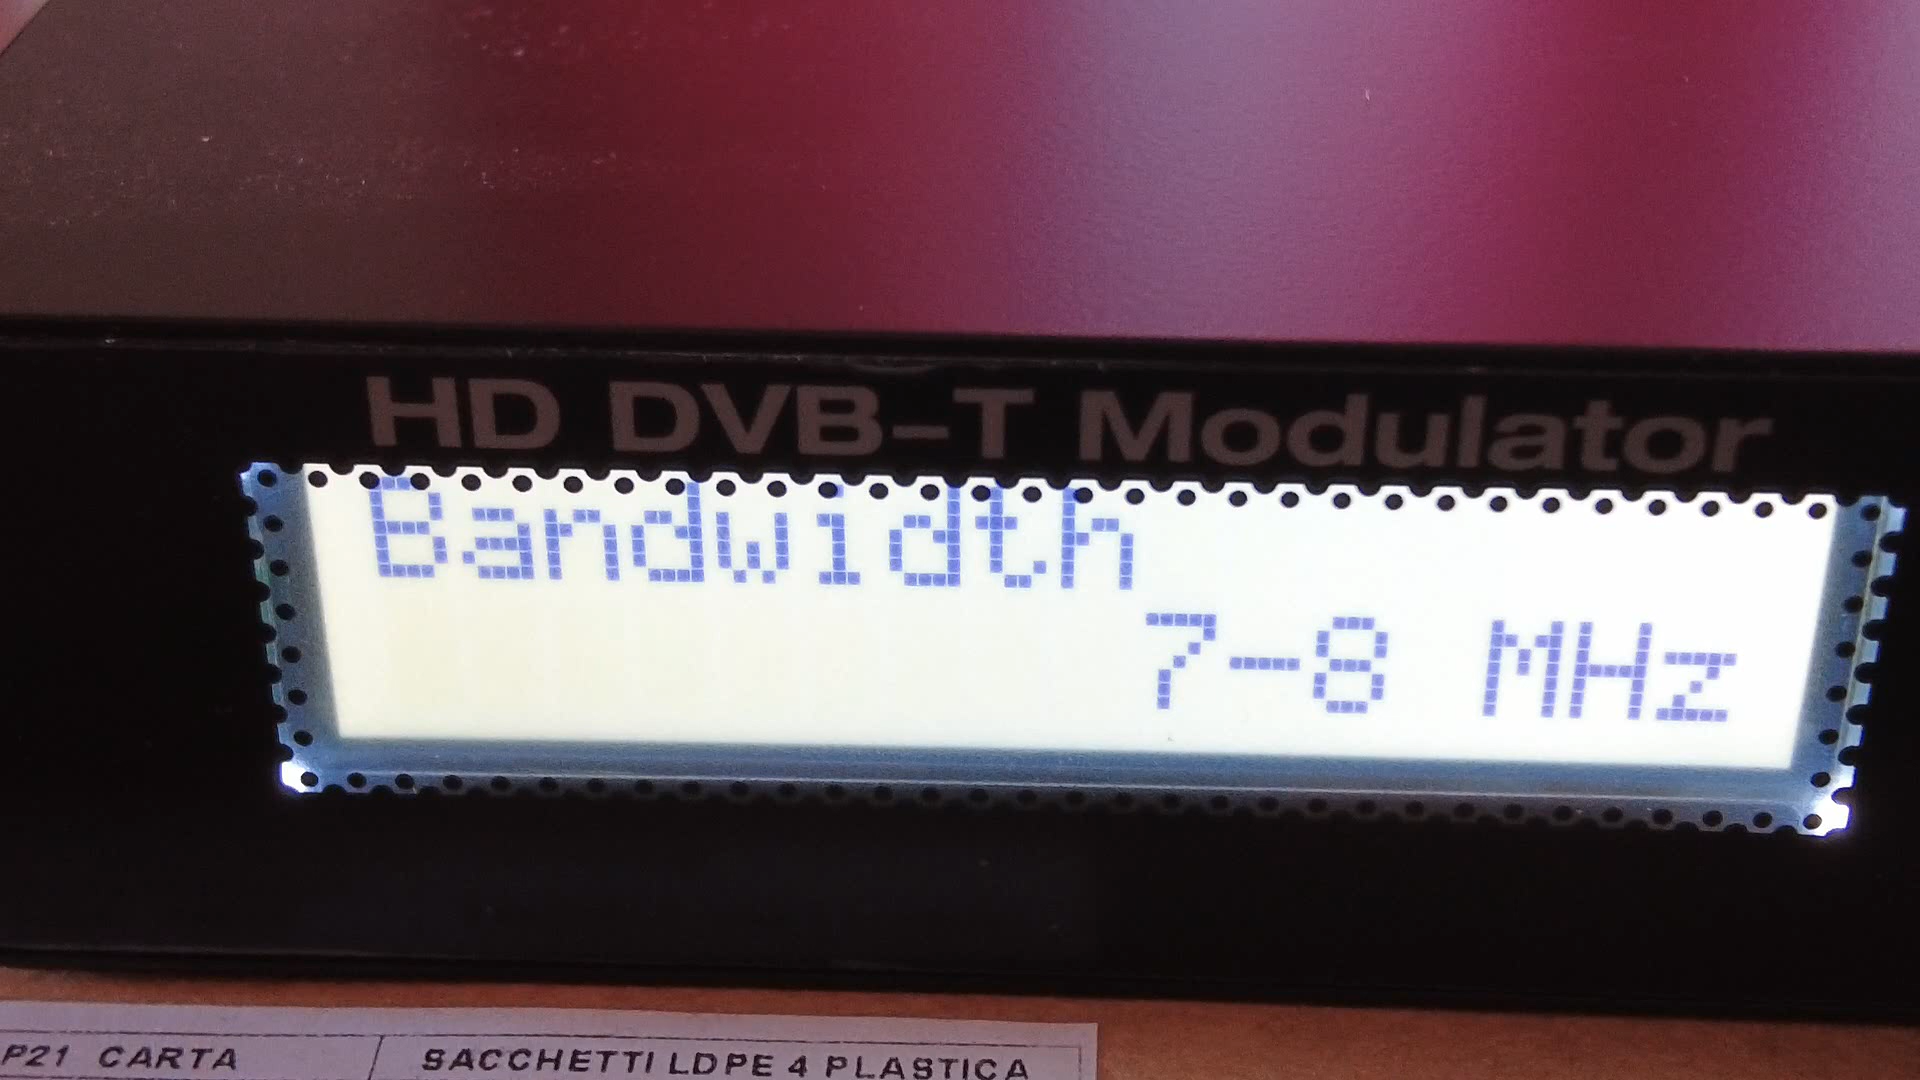 HD DVB-T Modulator
Bandwidth
7-8 MHz
P21 CARTA
SACCHETTI LDPE 4 PLASTICA